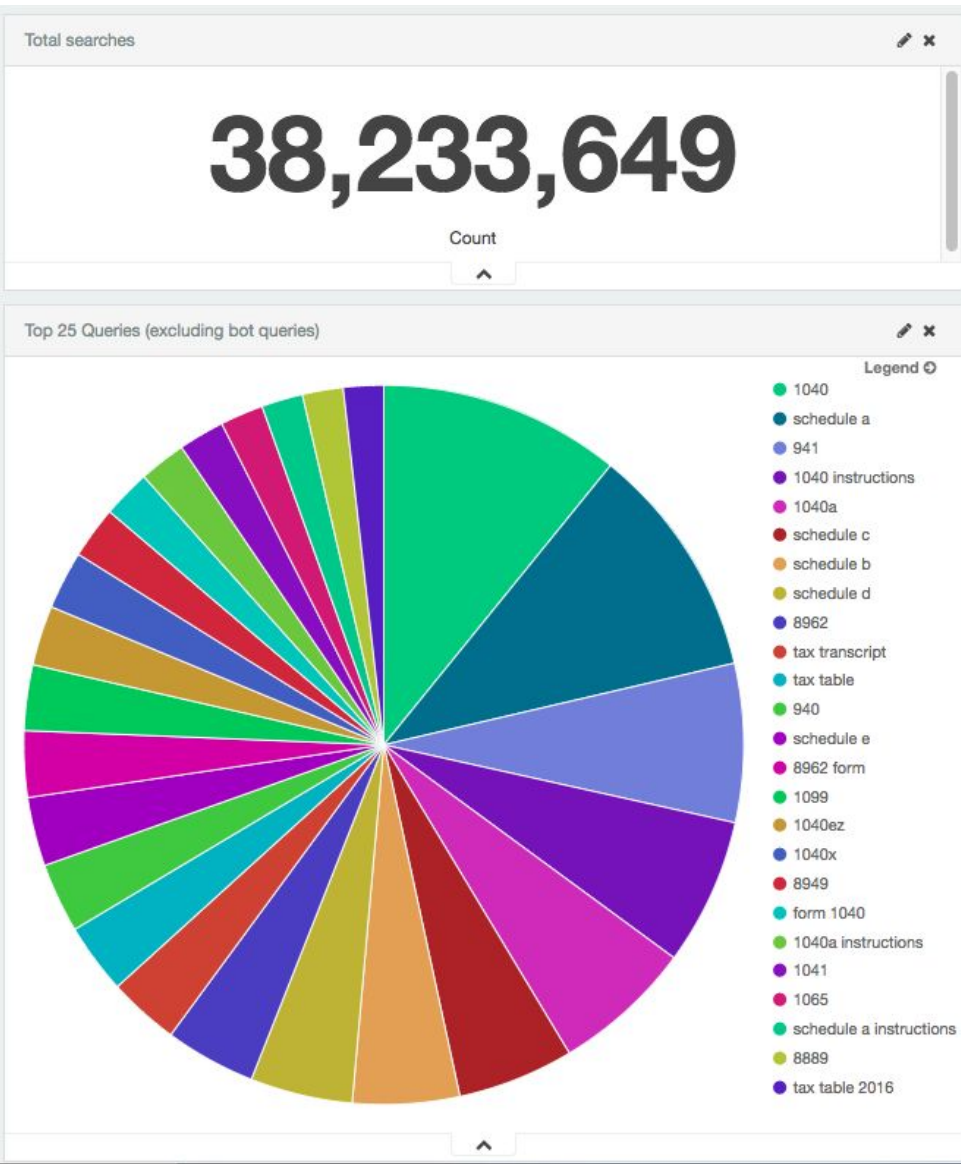 Total searches
38,233,649
Count
Top 25 Queries (excluding bot queries)
Legend
1040
schedule a
941
1040 instructions
1040a
schedule c
schedule b
schedule d
8962
tax transcript
tax table
940
schedule e
8962 form
1099
1040ez
1040x
8949
form 1040
1040a instructions
1041
1065
schedule a instructions
8889
tax table 2016